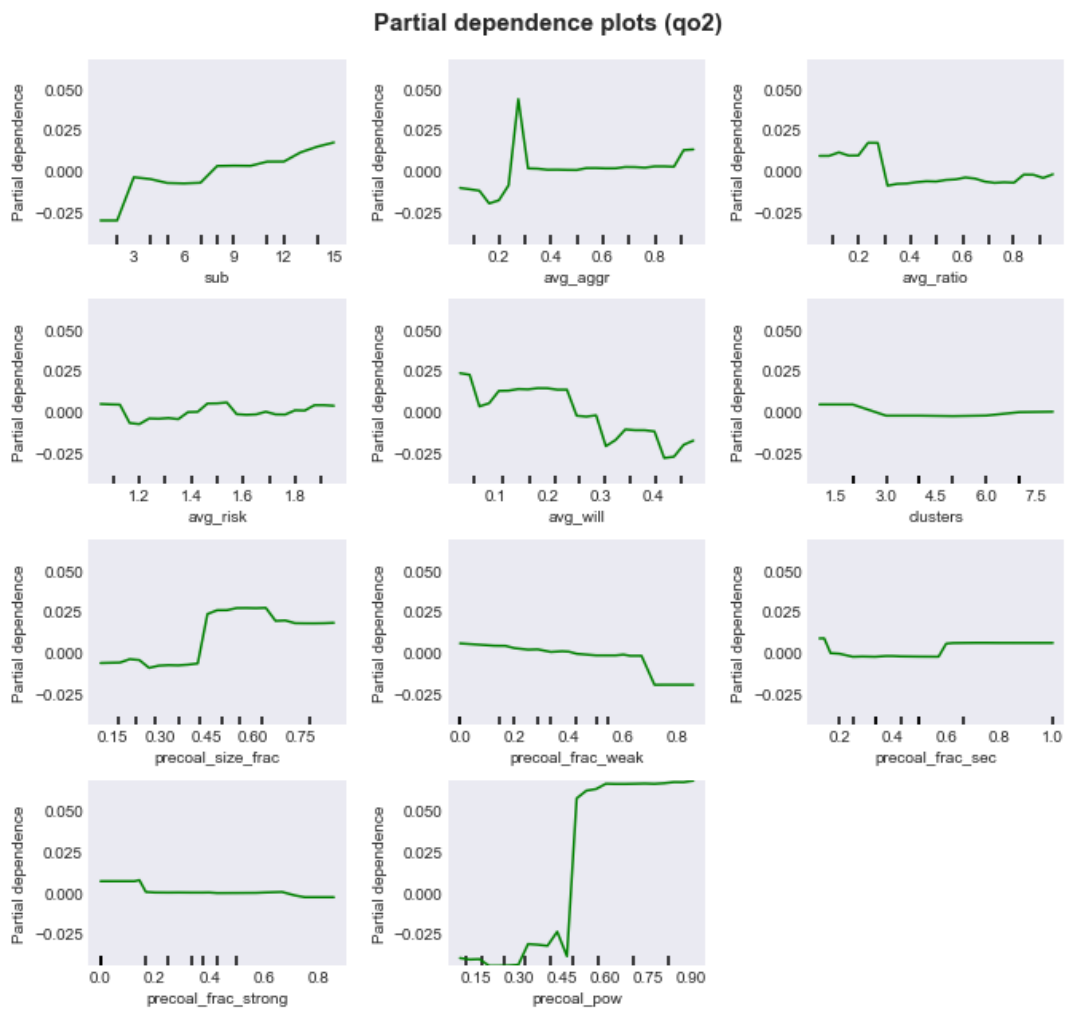 Partial dependence plots (qo2)
Partial dependence
0.050
0.025
0.000
−0.025
3 6 9 12 15
sub
Partial dependence
0.050
0.025
0.000
−0.025
0.2 0.4 0.6 0.8
avg_aggr
Partial dependence
0.050
0.025
0.000
−0.025
0.2 0.4 0.6 0.8
avg_ratio
Partial dependence
0.050
0.025
0.000
−0.025
1.2 1.4 1.6 1.8
avg_risk
Partial dependence
0.050
0.025
0.000
−0.025
0.1 0.2 0.3 0.4
avg_will
Partial dependence
0.050
0.025
0.000
−0.025
1.5 3.0 4.5 6.0 7.5
clusters
Partial dependence
0.050
0.025
0.000
−0.025
0.15 0.30 0.45 0.60 0.75
precoal_size_frac
Partial dependence
0.050
0.025
0.000
−0.025
0.0 0.2 0.4 0.6 0.8
precoal_frac_weak
Partial dependence
0.050
0.025
0.000
−0.025
0.2 0.4 0.6 0.8 1.0
precoal_frac_sec
Partial dependence
0.050
0.025
0.000
−0.025
0.0 0.2 0.4 0.6 0.8
precoal_frac_strong
Partial dependence
0.050
0.025
0.000
−0.025
0.15 0.30 0.45 0.60 0.75 0.90
precoal_pow